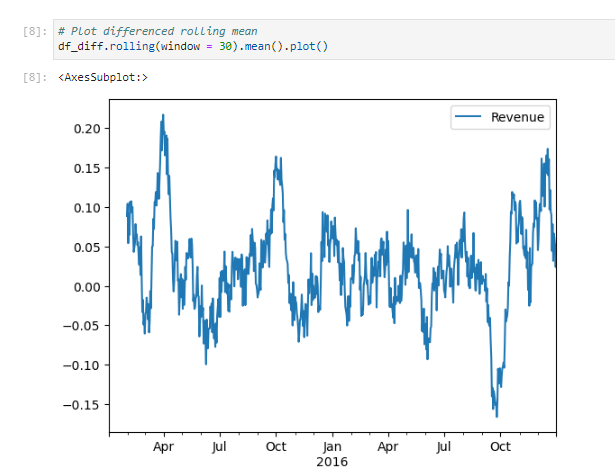 [8]: # Plot differenced rolling mean
df_diff.rolling(window = 30).mean().plot()
[8]: <AxesSubplot:>
Revenue
0.20
0.15
0.10
0.05
0.00
−0.05
−0.10
−0.15
Apr Jul Oct Jan Apr Jul Oct
2016